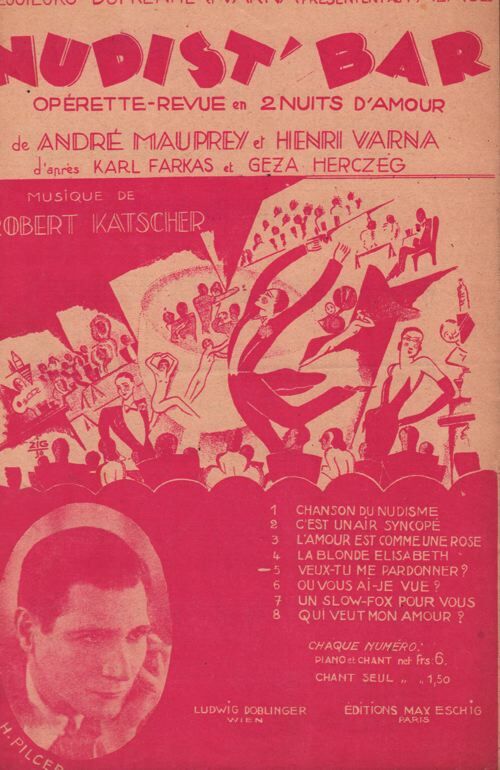 NUDIST' BAR
OPÉRETTE-REVUE en 2 NUITS D'AMOUR
de ANDRÉ MAUPREY et HENRI VARNA
d'après KARL FARKAS et GEZA HERCZEG
MUSIQUE DE
ROBERT KATSCHER
ZIG
1 CHANSON DU NUDISME
2 C'EST UN AIR SYNCOPÉ
3 L'AMOUR EST COMME UNE ROSE
4 LA BLONDE ELISABETH
5 VEUX-TU ME PARDONNER?
6 OU VOUS AI-JE VUE?
7 UN SLOW-FOX POUR VOUS
8 QUI VEUT MON AMOUR?
CHAQUE NUMÉRO:
PIANO et CHANT net Frs: 6.
CHANT SEUL „ „ 1,50
LUDWIG DOBLINGER
WIEN
ÉDITIONS MAX ESCHIG
PARIS
H. PILCER